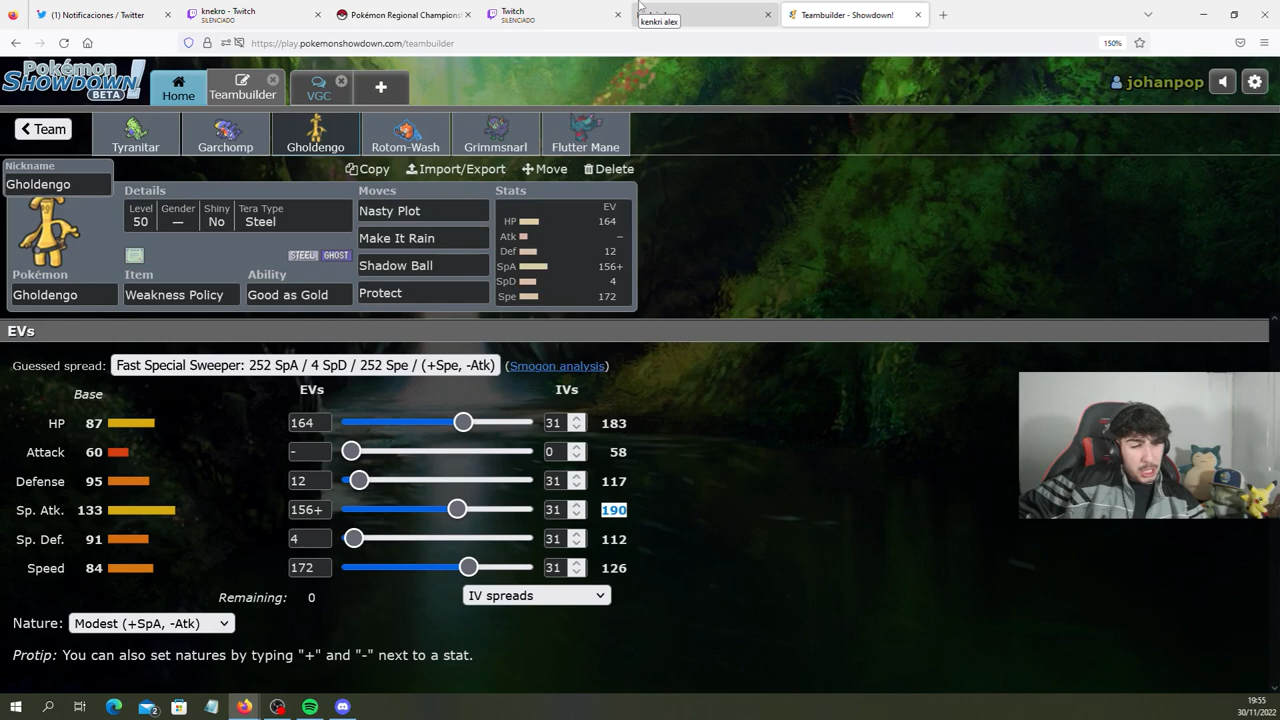 (1) Notificaciones / Twitter
knekro - Twitch
SILENCIADO
Pokémon Regional Champions
Twitch
SILENCIADO
kenkri alex
Teambuilder - Showdown!
https://play.pokemonshowdown.com/teambuilder
150%
Pokémon
SHOWDOWN!
BETA
Home
Teambuilder
VGC
johanpop
Team
Tyranitar
Garchomp
Gholdengo
Rotom-Wash
Grimmsnarl
Flutter Mane
Nickname
Gholdengo
Copy
Import/Export
Move
Delete
Details
Level
50
Gender
—
Shiny
No
Tera Type
Steel
STEEL
GHOST
Pokémon
Gholdengo
Item
Weakness Policy
Ability
Good as Gold
Moves
Nasty Plot
Make It Rain
Shadow Ball
Protect
Stats
EV
HP 164
Atk –
Def 12
SpA 156+
SpD 4
Spe 172
EVs
Guessed spread: Fast Special Sweeper: 252 SpA / 4 SpD / 252 Spe / (+Spe, -Atk) (Smogon analysis)
Base EVs IVs
HP 87 164 31 183
Attack 60 - 0 58
Defense 95 12 31 117
Sp. Atk. 133 156+ 31 190
Sp. Def. 91 4 31 112
Speed 84 172 31 126
Remaining: 0 IV spreads
Nature: Modest (+SpA, -Atk)
Protip: You can also set natures by typing "+" and "-" next to a stat.
2
19:55
30/11/2022